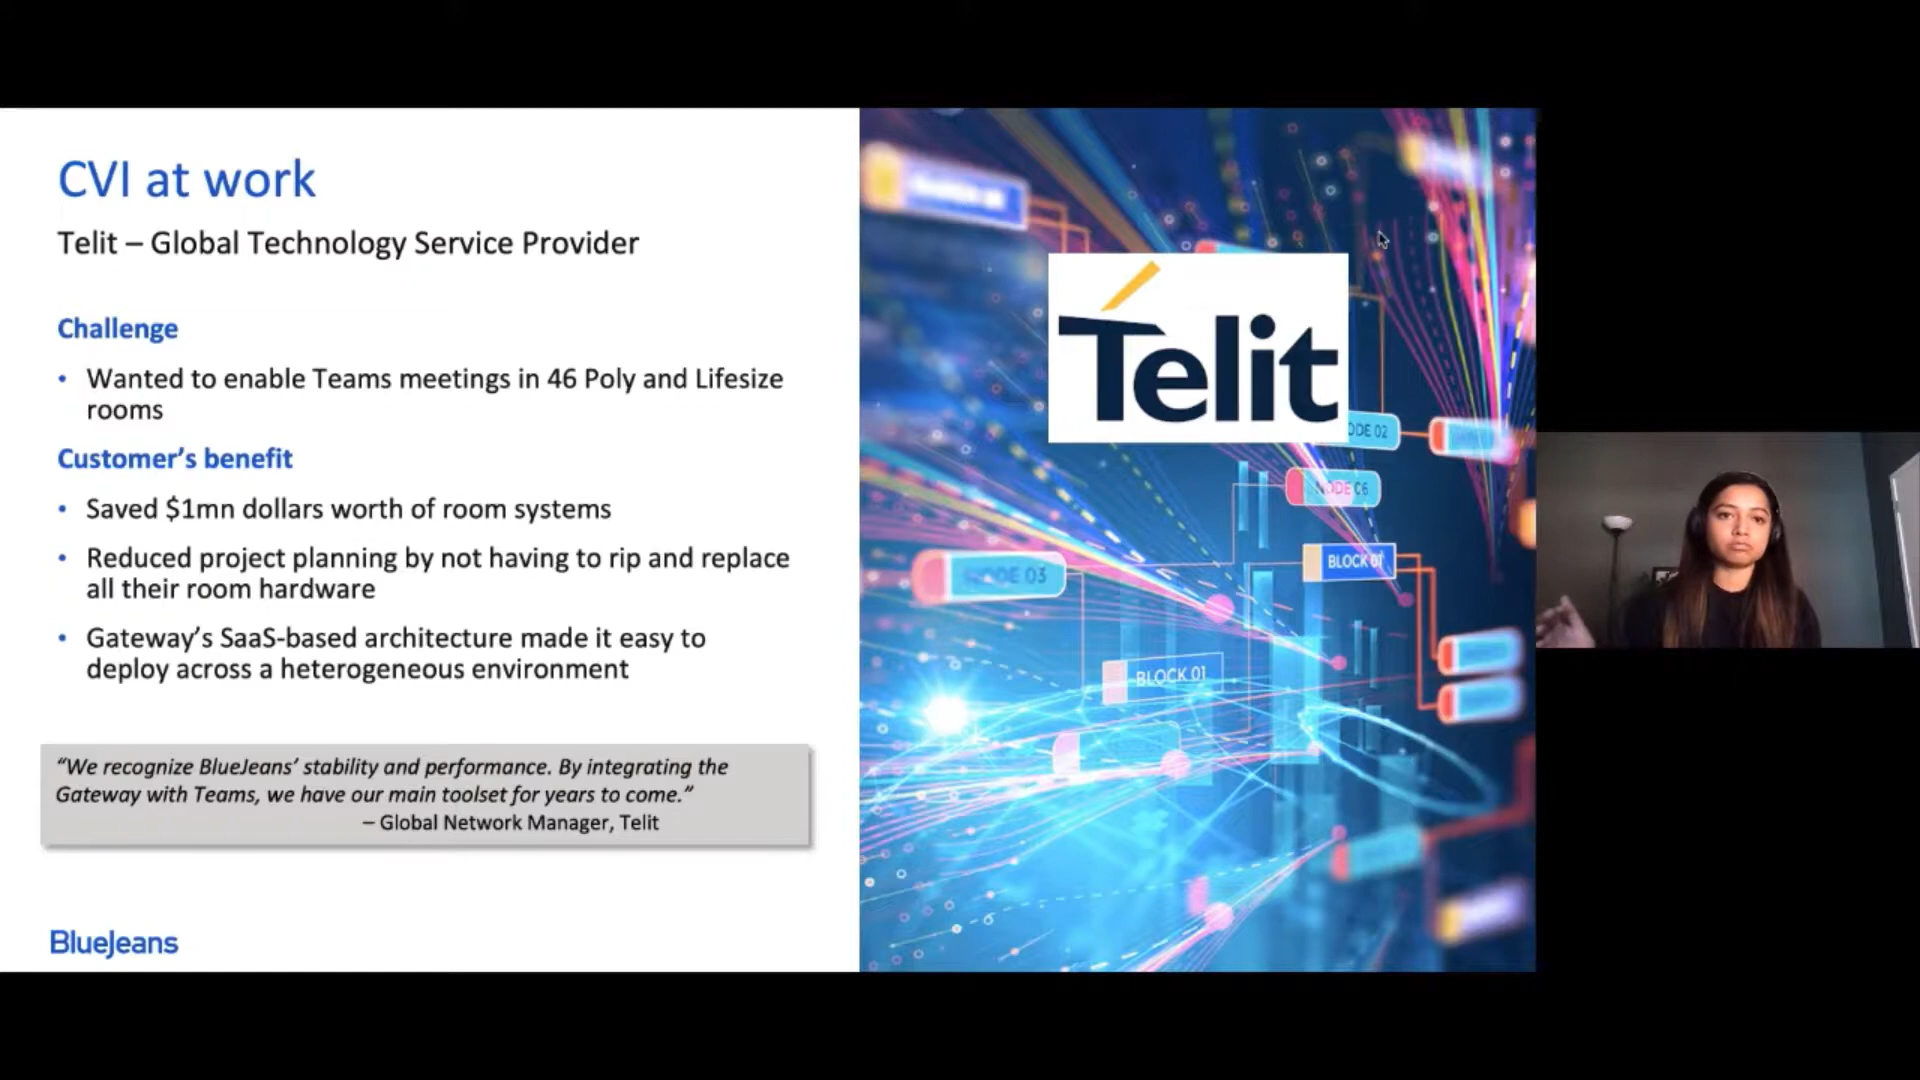 CVI at work
Telit – Global Technology Service Provider
Challenge
• Wanted to enable Teams meetings in 46 Poly and Lifesize
rooms
Customer’s benefit
• Saved $1mn dollars worth of room systems
• Reduced project planning by not having to rip and replace
all their room hardware
• Gateway’s SaaS-based architecture made it easy to
deploy across a heterogeneous environment
“We recognize BlueJeans’ stability and performance. By integrating the
Gateway with Teams, we have our main toolset for years to come.”
– Global Network Manager, Telit
BlueJeans
Telit
ODE 02
NODE 03
BLOCK 01
BLOCK 01